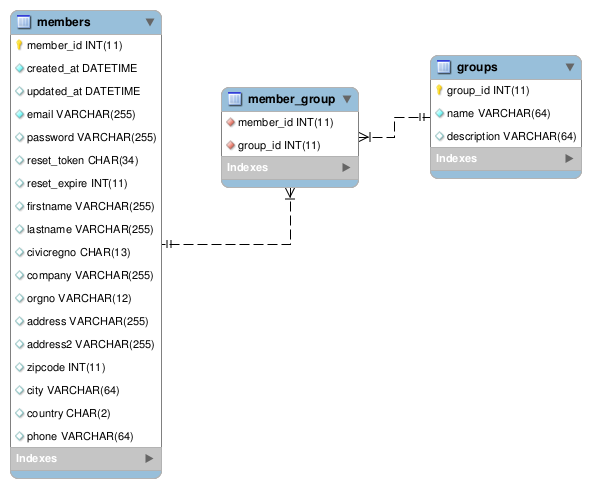 members
member_id INT(11)
created_at DATETIME
updated_at DATETIME
email VARCHAR(255)
password VARCHAR(255)
reset_token CHAR(34)
reset_expire INT(11)
firstname VARCHAR(255)
lastname VARCHAR(255)
civicregno CHAR(13)
company VARCHAR(255)
orgno VARCHAR(12)
address VARCHAR(255)
address2 VARCHAR(255)
zipcode INT(11)
city VARCHAR(64)
country CHAR(2)
phone VARCHAR(64)
Indexes
member_group
member_id INT(11)
group_id INT(11)
Indexes
groups
group_id INT(11)
name VARCHAR(64)
description VARCHAR(64)
Indexes